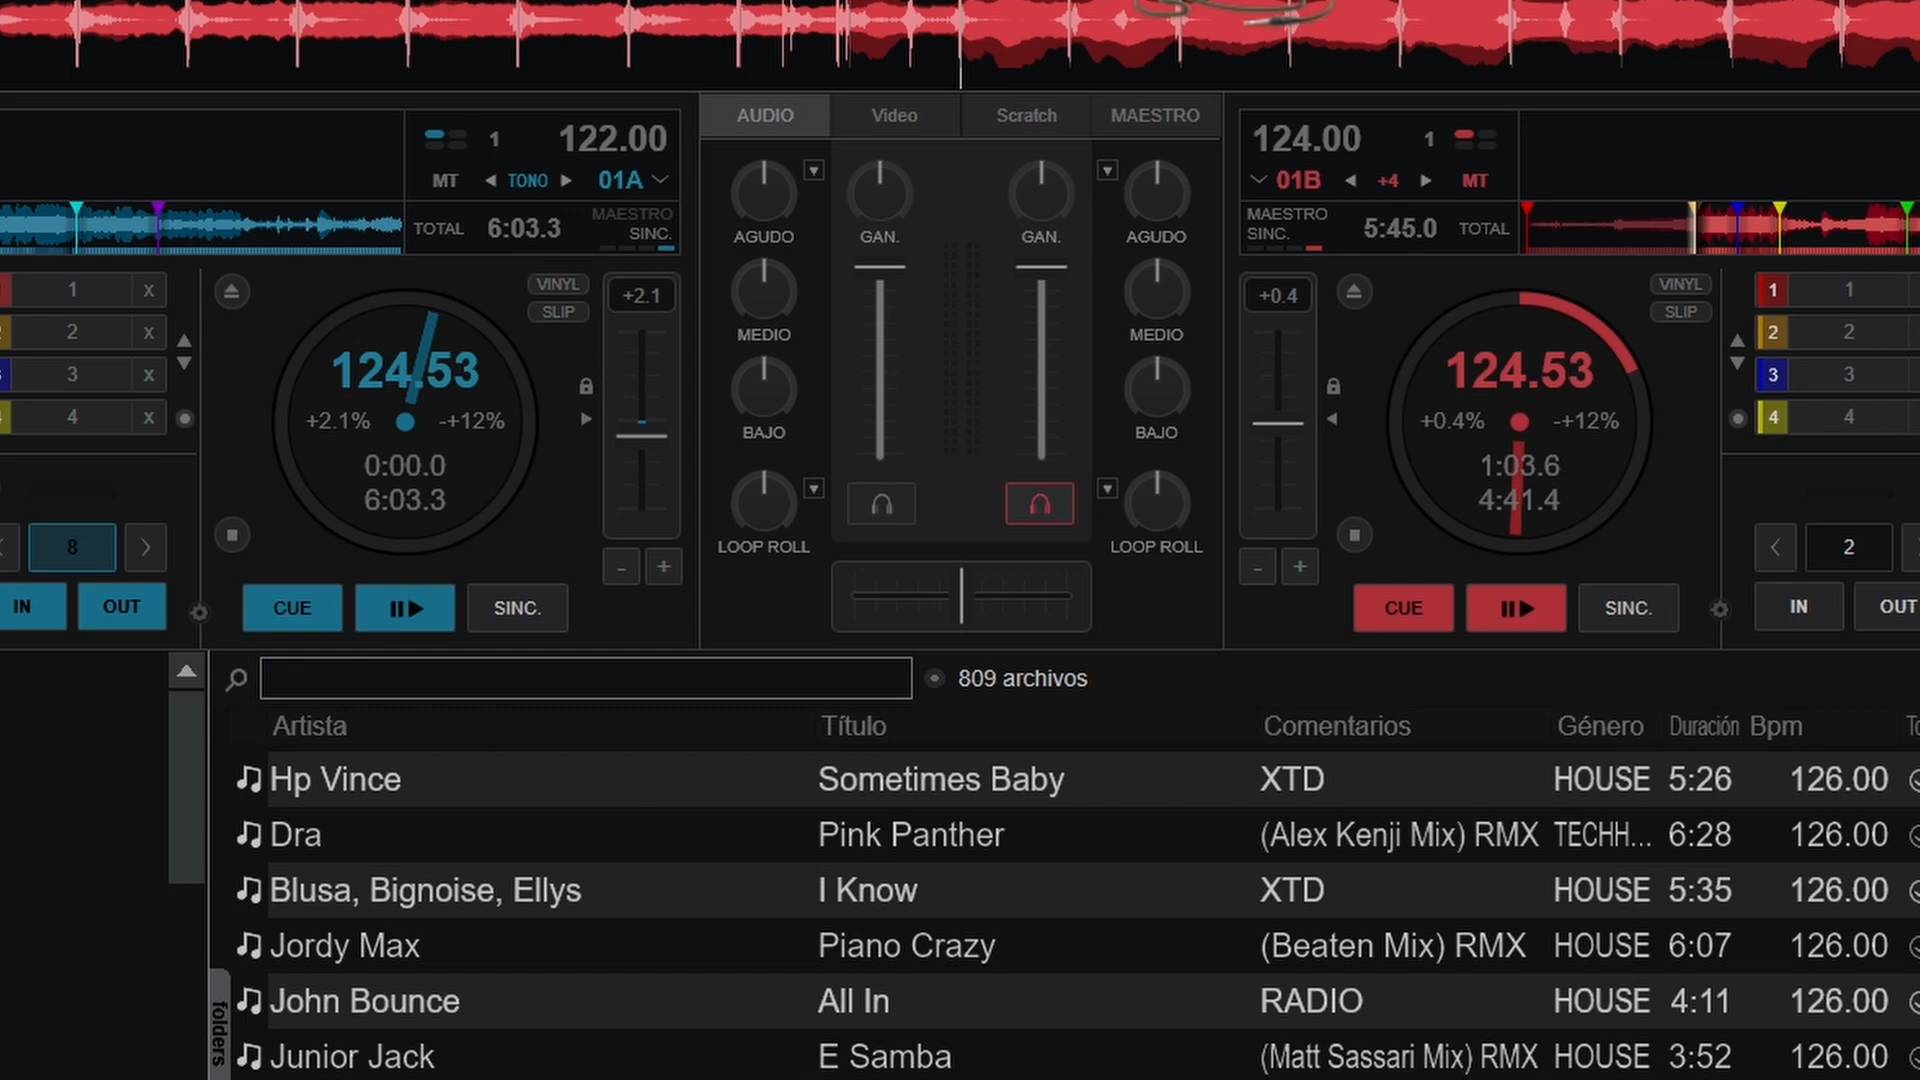 AUDIO Video Scratch MAESTRO
1 122.00
MT TONO 01A
TOTAL 6:03.3 MAESTRO SINC.
124.00 1
01B +4 MT
MAESTRO SINC. 5:45.0 TOTAL
1 X
2 X
3 X
4 X
VINYL
SLIP
+2.1
124.53
+2.1% -+12%
0:00.0
6:03.3
AGUDO GAN. GAN. AGUDO
MEDIO MEDIO
BAJO BAJO
LOOP ROLL LOOP ROLL
+0.4
VINYL
SLIP
124.53
+0.4% -+12%
1:03.6
4:41.4
1 1
2 2
3 3
4 4
8
- +
- +
2
IN OUT CUE SINC.
CUE SINC. IN OUT
809 archivos
Artista Título Comentarios Género Duración Bpm
Hp Vince Sometimes Baby XTD HOUSE 5:26 126.00
Dra Pink Panther (Alex Kenji Mix) RMX TECHH... 6:28 126.00
Blusa, Bignoise, Ellys I Know XTD HOUSE 5:35 126.00
Jordy Max Piano Crazy (Beaten Mix) RMX HOUSE 6:07 126.00
John Bounce All In RADIO HOUSE 4:11 126.00
Junior Jack E Samba (Matt Sassari Mix) RMX HOUSE 3:52 126.00
folders